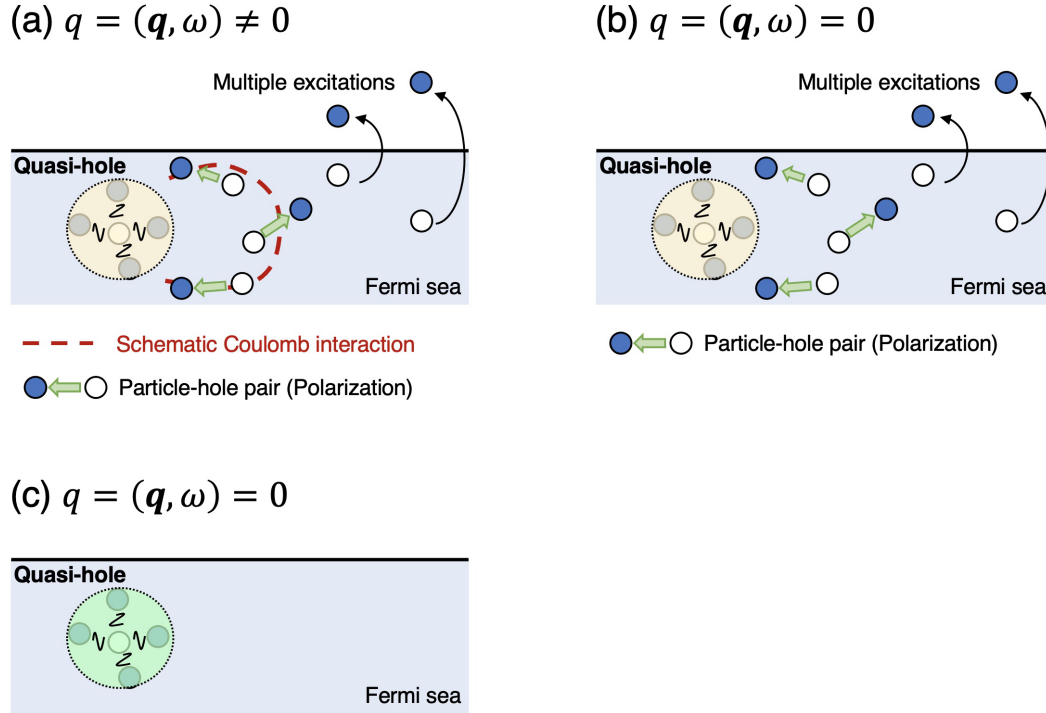 (a) q = (q, ω) ≠ 0
Multiple excitations
Quasi-hole
Fermi sea
Schematic Coulomb interaction
Particle-hole pair (Polarization)
(b) q = (q, ω) = 0
Multiple excitations
Quasi-hole
Fermi sea
Particle-hole pair (Polarization)
(c) q = (q, ω) = 0
Quasi-hole
Fermi sea